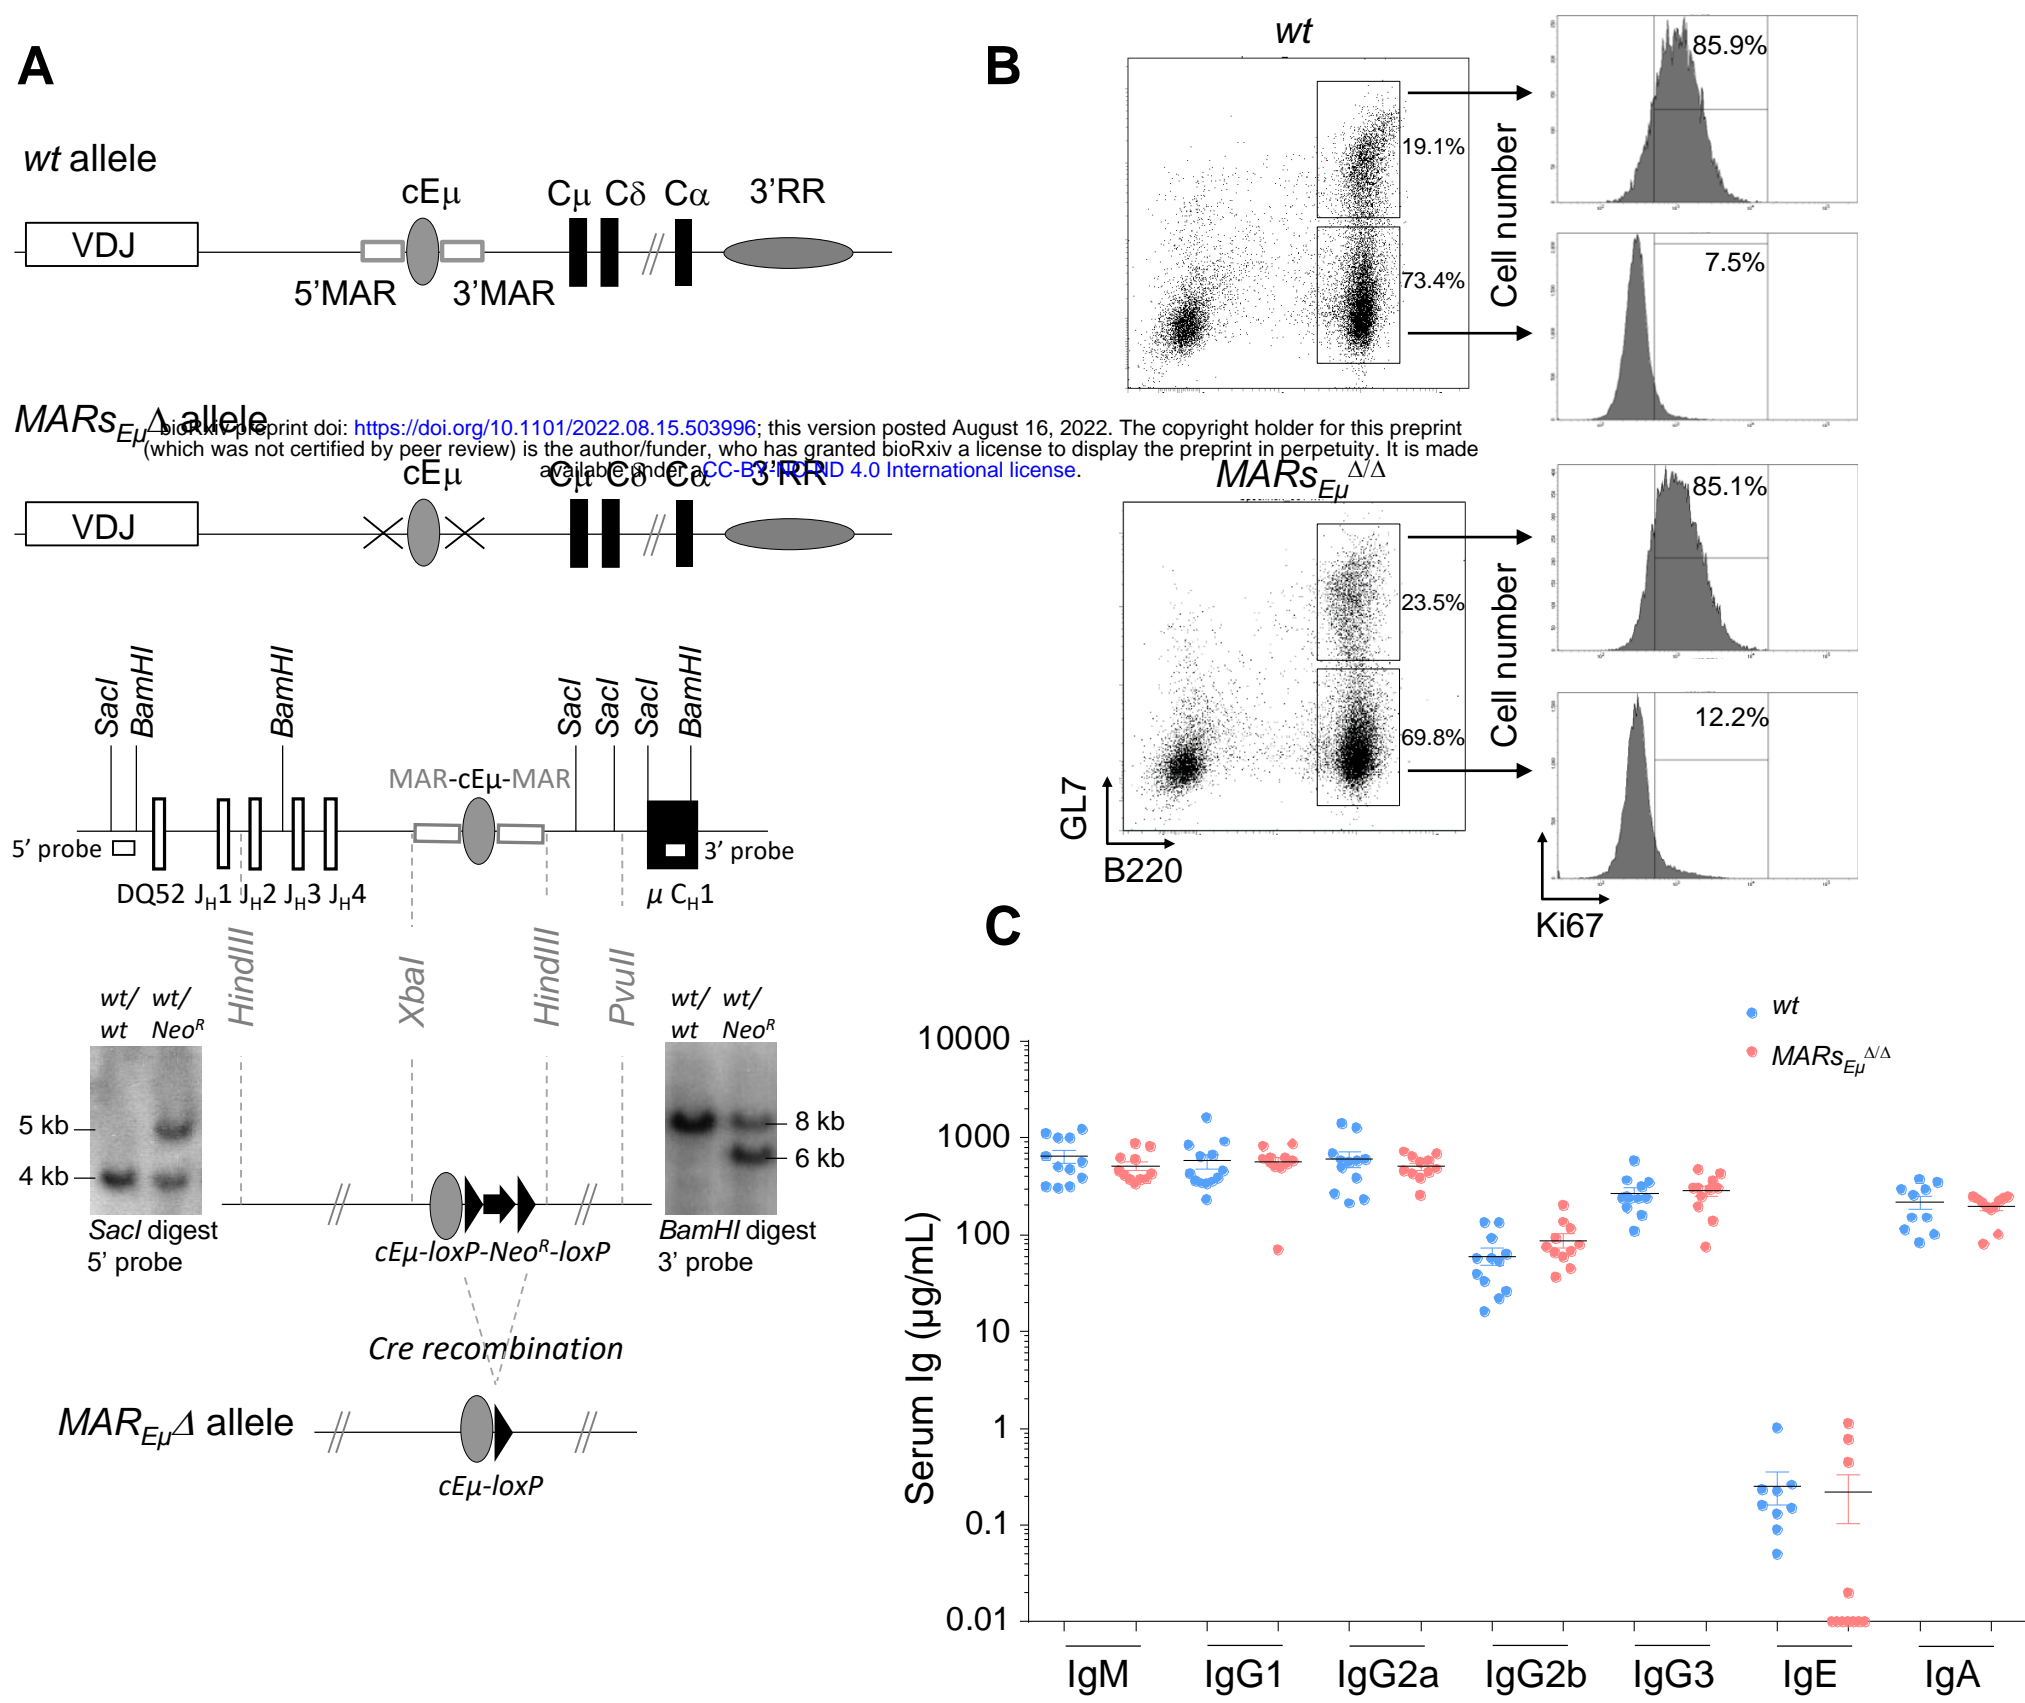 A
wt allele
cEμ
Cμ Cδ Cα 3'RR
VDJ
5'MAR 3'MAR
MARsEμΔ allele
bioRxiv preprint doi: https://doi.org/10.1101/2022.08.15.503996; this version posted August 16, 2022. The copyright holder for this preprint
(which was not certified by peer review) is the author/funder, who has granted bioRxiv a license to display the preprint in perpetuity. It is made
available under aCC-BY-NC-ND 4.0 International license.
cEμ
Cμ Cδ Cα 3'RR
VDJ
SacI BamHI BamHI SacI SacI SacI BamHI
MAR-cEμ-MAR
5' probe
3' probe
DQ52 JH1 JH2 JH3 JH4 μ CH1
HindIII XbaI HindIII PvuII
wt/ wt/
wt NeoR
5 kb
4 kb
SacI digest
5' probe
wt/ wt/
wt NeoR
8 kb
6 kb
BamHI digest
3' probe
cEμ-loxP-NeoR-loxP
Cre recombination
MAREμΔ allele
cEμ-loxP
B
wt
19.1%
73.4%
Cell number
85.9%
7.5%
MARsEμΔ/Δ
23.5%
69.8%
Cell number
85.1%
12.2%
GL7
B220
Ki67
C
wt
MARsEμΔ/Δ
Serum Ig (μg/mL)
10000
1000
100
10
1
0.1
0.01
IgM IgG1 IgG2a IgG2b IgG3 IgE IgA